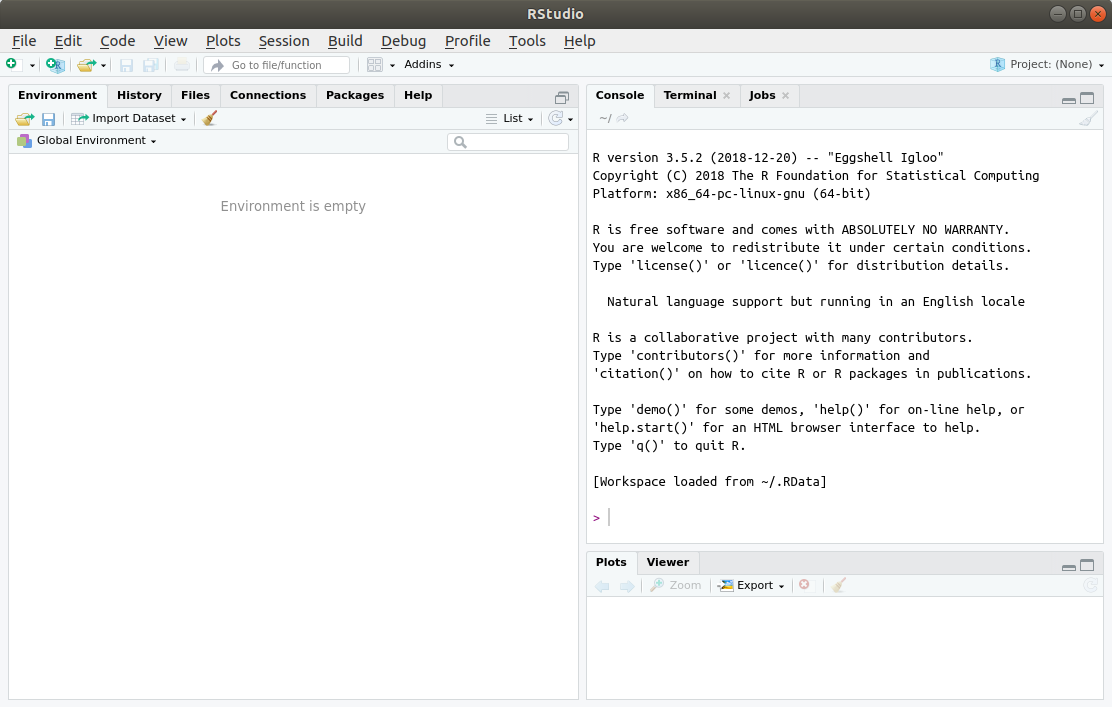 RStudio
File Edit Code View Plots Session Build Debug Profile Tools Help
Go to file/function Addins Project: (None)
Environment History Files Connections Packages Help
Import Dataset List
Global Environment
Environment is empty
Console Terminal Jobs
~/
R version 3.5.2 (2018-12-20) -- "Eggshell Igloo"
Copyright (C) 2018 The R Foundation for Statistical Computing
Platform: x86_64-pc-linux-gnu (64-bit)
R is free software and comes with ABSOLUTELY NO WARRANTY.
You are welcome to redistribute it under certain conditions.
Type 'license()' or 'licence()' for distribution details.
Natural language support but running in an English locale
R is a collaborative project with many contributors.
Type 'contributors()' for more information and
'citation()' on how to cite R or R packages in publications.
Type 'demo()' for some demos, 'help()' for on-line help, or
'help.start()' for an HTML browser interface to help.
Type 'q()' to quit R.
[Workspace loaded from ~/.RData]
>
Plots Viewer
Zoom Export